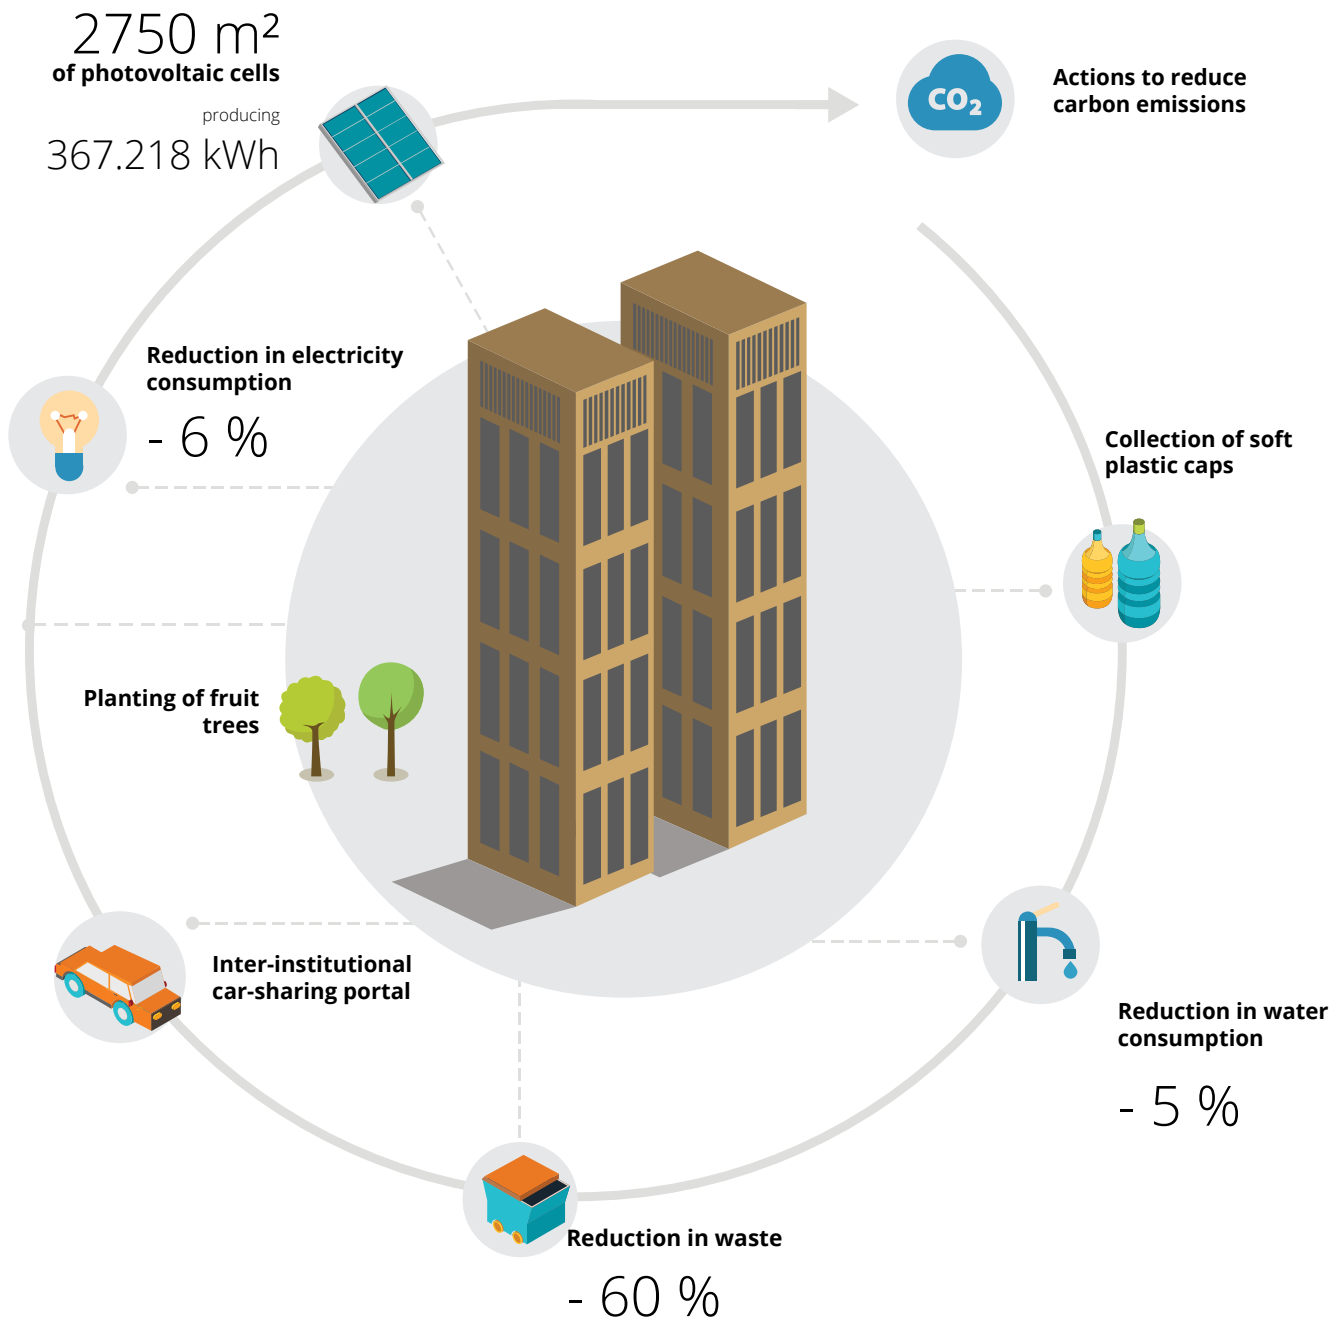 2750 m²
of photovoltaic cells
producing
367.218 kWh
CO₂
Actions to reduce
carbon emissions
Reduction in electricity
consumption
- 6 %
Collection of soft
plastic caps
Planting of fruit
trees
Inter-institutional
car-sharing portal
Reduction in water
consumption
- 5 %
Reduction in waste
- 60 %